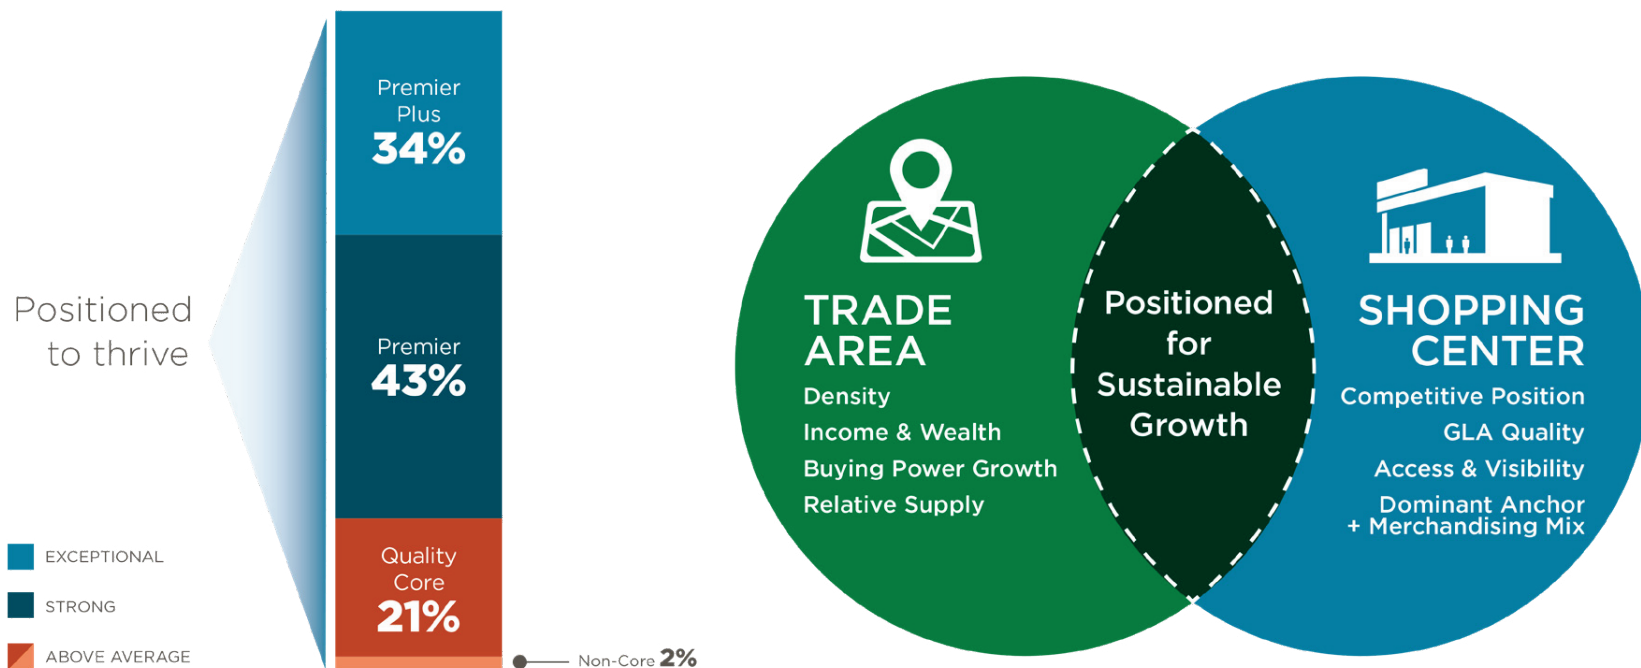 Positioned
to thrive
EXCEPTIONAL
STRONG
ABOVE AVERAGE
Premier
Plus
34%
Premier
43%
Quality
Core
21%
Non-Core 2%
TRADE
AREA
Density
Income & Wealth
Buying Power Growth
Relative Supply
Positioned
for
Sustainable
Growth
SHOPPING
CENTER
Competitive Position
GLA Quality
Access & Visibility
Dominant Anchor
+ Merchandising Mix